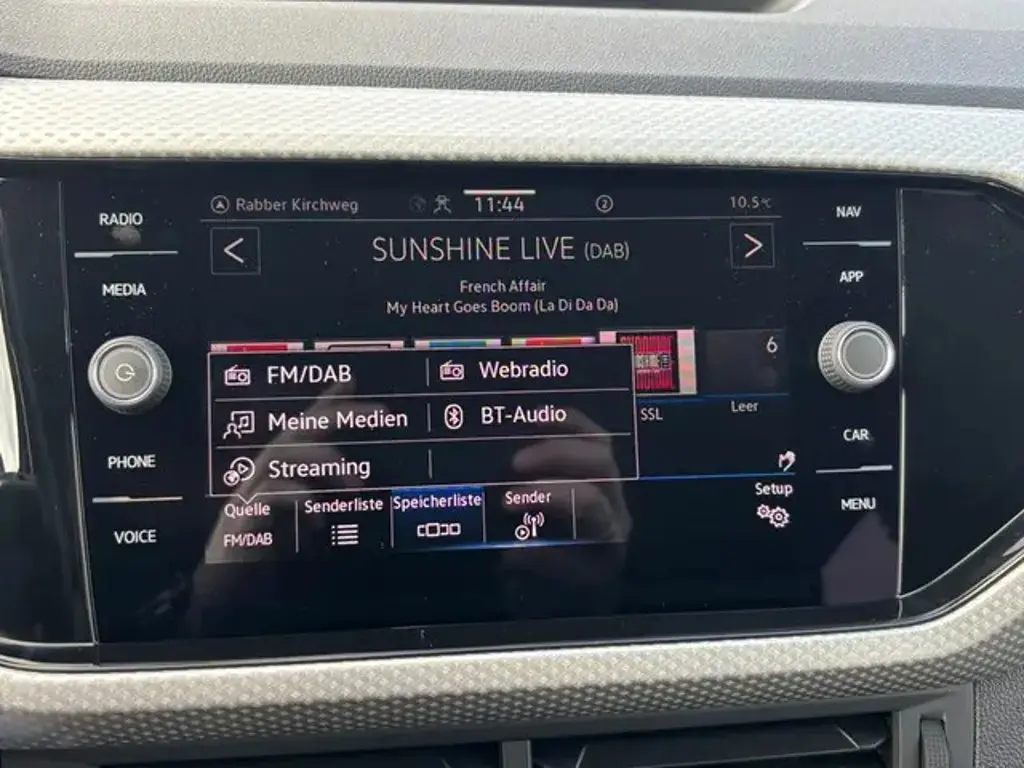 RADIO
MEDIA
PHONE
VOICE
Rabber Kirchweg
11:44
2
10.5°C
SUNSHINE LIVE (DAB)
French Affair
My Heart Goes Boom (La Di Da Da)
6
SSL
Leer
FM/DAB
Webradio
Meine Medien
BT-Audio
Streaming
Quelle
FM/DAB
Senderliste
Speicherliste
Sender
Setup
NAV
APP
CAR
MENU